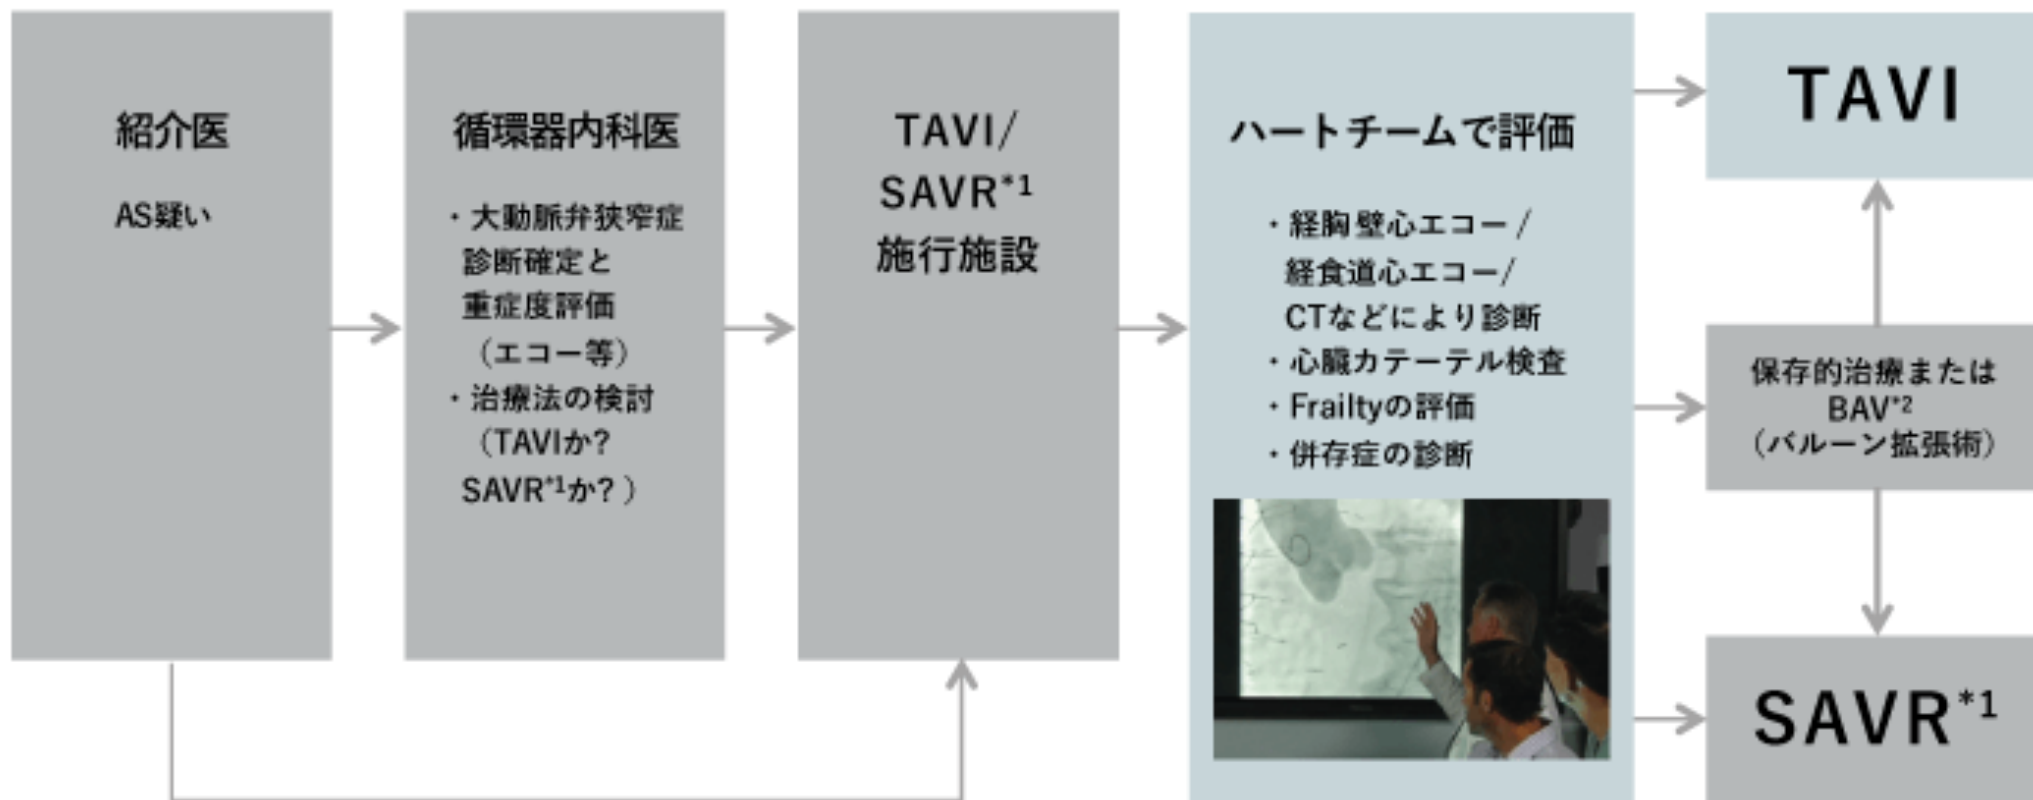 紹介医
AS疑い
循環器内科医
・大動脈弁狭窄症
診断確定と
重症度評価
（エコー等）
・治療法の検討
（TAVIか？
SAVR*1か？）
TAVI/
SAVR*1
施行施設
ハートチームで評価
・経胸壁心エコー/
経食道心エコー/
CTなどにより診断
・心臓カテーテル検査
・Frailtyの評価
・併存症の診断
TAVI
保存的治療または
BAV*2
（バルーン拡張術）
SAVR*1